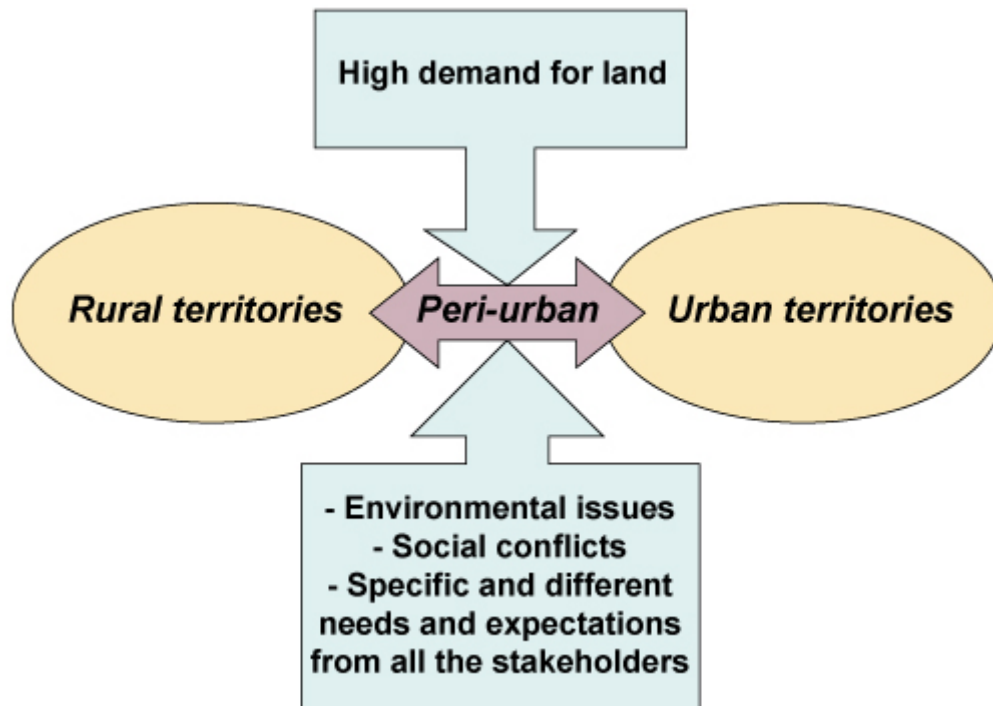 High demand for land
Rural territories
Peri-urban
Urban territories
- Environmental issues
- Social conflicts
- Specific and different
needs and expectations
from all the stakeholders